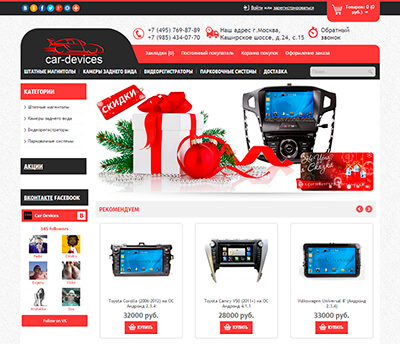 Войти или зарегистрироваться
Товаров: 0 (0 руб.)
+7 (495) 769-87-89
+7 (985) 434-07-70
Наш адрес г.Москва,
Каширское шоссе, д.24, с.15
Обратный
звонок
car-devices
Закладки (0) Постоянный покупатель Корзина покупок Оформление заказа
ШТАТНЫЕ МАГНИТОЛЫ КАМЕРЫ ЗАДНЕГО ВИДА ВИДЕОРЕГИСТРАТОРЫ ПАРКОВОЧНЫЕ СИСТЕМЫ ДОСТАВКА
КАТЕГОРИИ
Штатные магнитолы
Камеры заднего вида
Видеорегистраторы
Парковочные системы
СКИДКИ
АКЦИИ
ВКОНТАКТЕ FACEBOOK
Car Devices
followers
Follow us on VK
РЕКОМЕНДУЕМ
Toyota Corolla (2006-2012) на ОС
Андроид 2.3.4
32000 руб.
КУПИТЬ
Toyota Camry V50 (2011+) на ОС
Андроид 4.1.1
28000 руб.
КУПИТЬ
Volkswagen Universal 8 (Андроид
2.3.4)
33000 руб.
КУПИТЬ